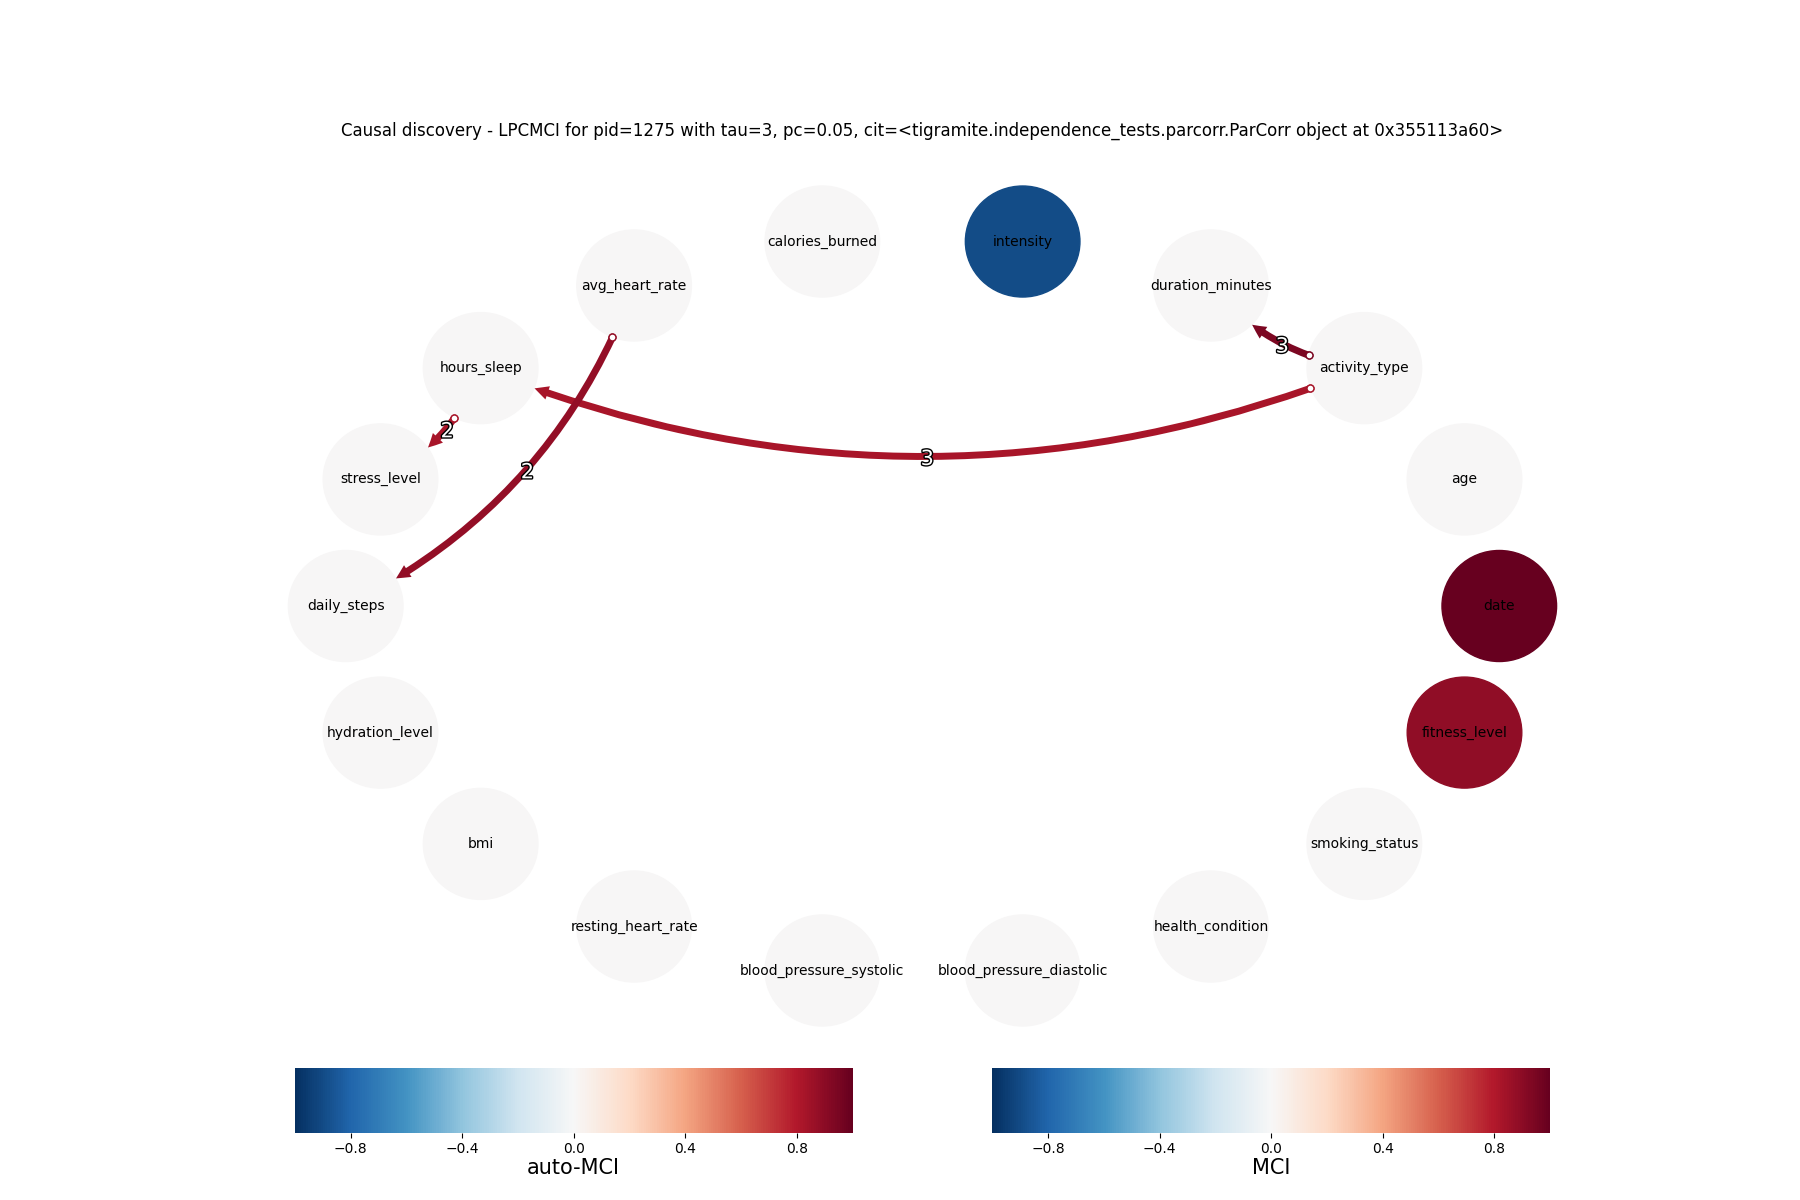 Causal discovery - LPCMCI for pid=1275 with tau=3, pc=0.05, cit=<tigramite.independence_tests.parcorr.ParCorr object at 0x355113a60>
calories_burned
intensity
avg_heart_rate
duration_minutes
3
hours_sleep
activity_type
2
3
2
stress_level
age
daily_steps
date
hydration_level
fitness_level
bmi
smoking_status
resting_heart_rate
health_condition
blood_pressure_systolic
blood_pressure_diastolic
−0.8 −0.4 0.0 0.4 0.8
auto-MCI
−0.8 −0.4 0.0 0.4 0.8
MCI